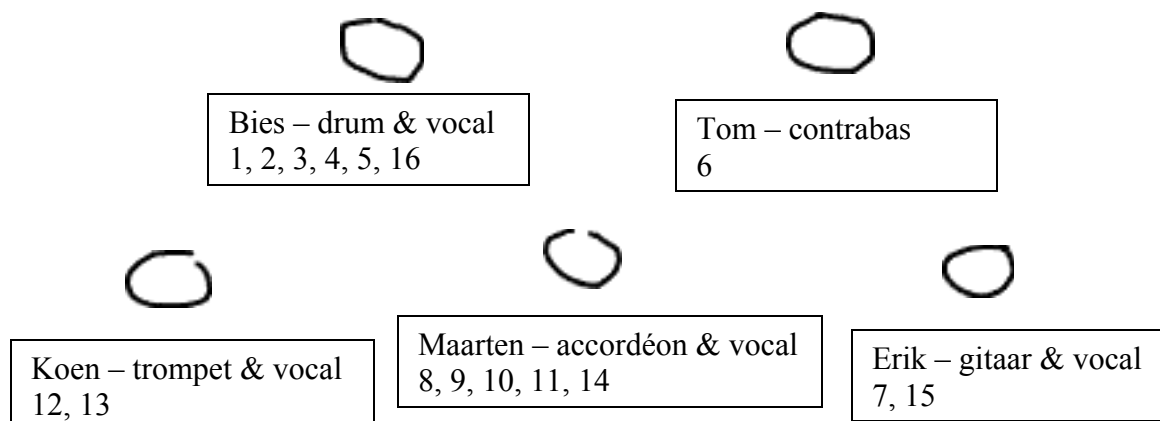 Bies – drum & vocal
1, 2, 3, 4, 5, 16
Tom – contrabas
6
Koen – trompet & vocal
12, 13
Maarten – accordéon & vocal
8, 9, 10, 11, 14
Erik – gitaar & vocal
7, 15